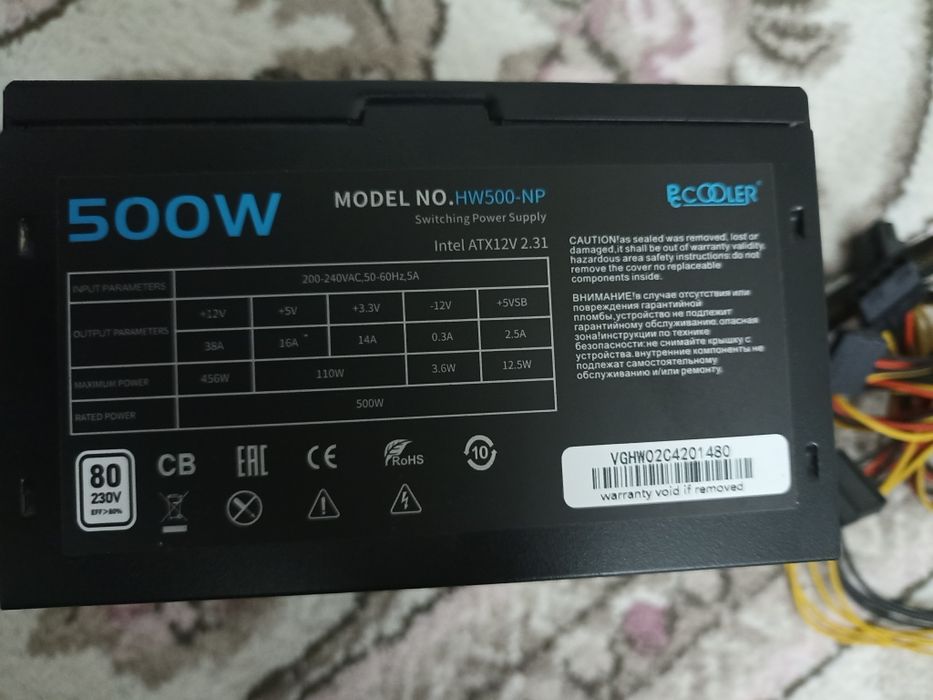 500W
MODEL NO.HW500-NP
Switching Power Supply
Intel ATX12V 2.31
PCCOOLER
INPUT PARAMETERS 200-240VAC,50-60Hz,5A
OUTPUT PARAMETERS +12V +5V +3.3V -12V +5VSB
38A 16A 14A 0.3A 2.5A
MAXIMUM POWER 456W 110W 3.6W 12.5W
RATED POWER 500W
CAUTION!as sealed was removed, lost or
damaged,it shall be out of warranty validity.
hazardous area safety instructions:do not
remove the cover no replaceable
components inside.
ВНИМАНИЕ!в случае отсутствия или
повреждения гарантийной
пломбы,устройство не подлежит
гарантийному обслуживанию. опасная
зона!инструкции по технике
безопасности:не снимайте крышку с
устройства.внутренние компоненты не
подлежат самостоятельному
обслуживанию и/или ремонту.
80
230V
EFF>80%
CB
EAC
CE
RoHS
10
VGHW02C4201480
warranty void if removed